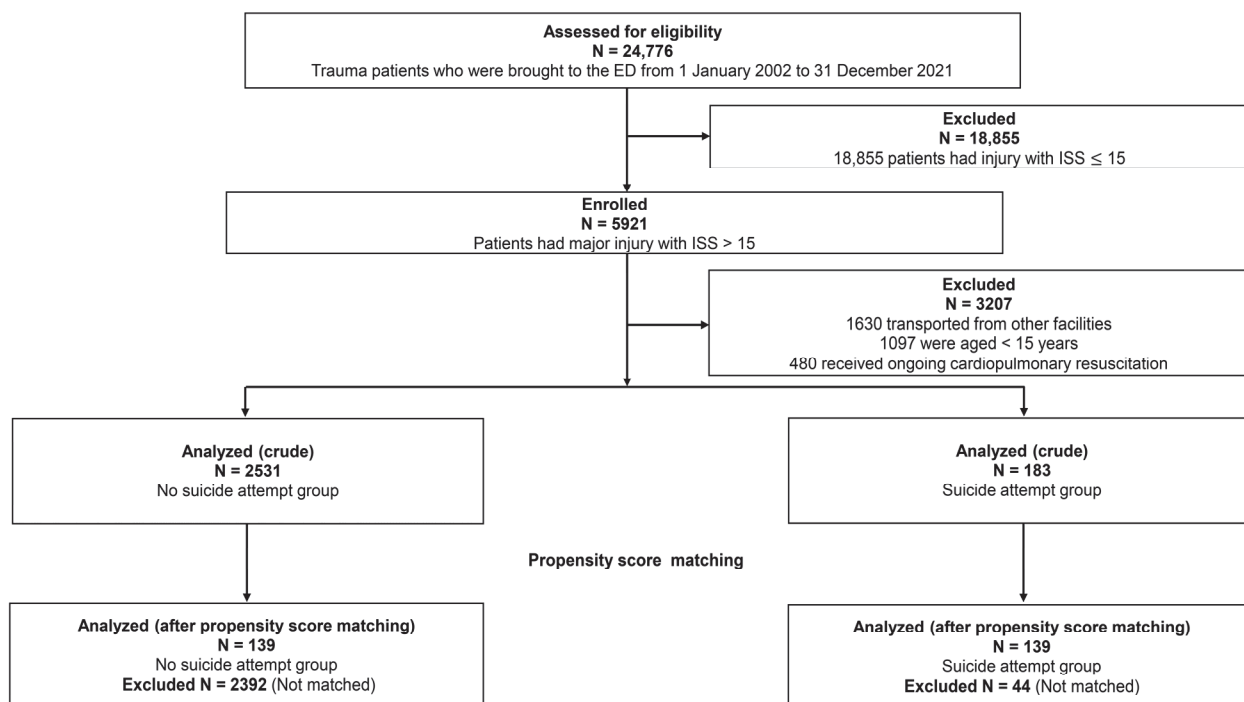 Assessed for eligibility
N = 24,776
Trauma patients who were brought to the ED from 1 January 2002 to 31 December 2021
Excluded
N = 18,855
18,855 patients had injury with ISS ≤ 15
Enrolled
N = 5921
Patients had major injury with ISS > 15
Excluded
N = 3207
1630 transported from other facilities
1097 were aged < 15 years
480 received ongoing cardiopulmonary resuscitation
Analyzed (crude)
N = 2531
No suicide attempt group
Analyzed (crude)
N = 183
Suicide attempt group
Propensity score matching
Analyzed (after propensity score matching)
N = 139
No suicide attempt group
Excluded N = 2392 (Not matched)
Analyzed (after propensity score matching)
N = 139
Suicide attempt group
Excluded N = 44 (Not matched)